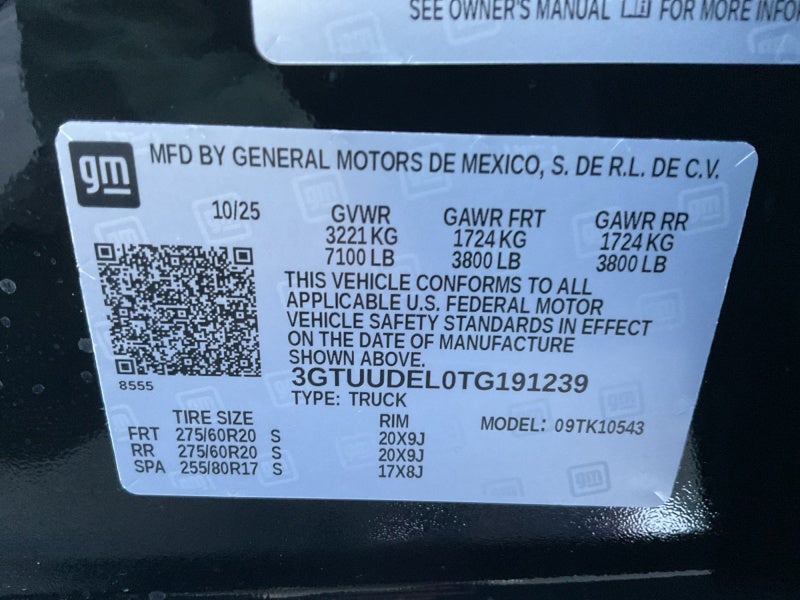 SEE OWNER'S MANUAL FOR MORE
gm MFD BY GENERAL MOTORS DE MEXICO, S. DE R.L. DE C.V.
10/25 GVWR GAWR FRT GAWR RR
3221 KG 1724 KG 1724 KG
7100 LB 3800 LB 3800 LB
THIS VEHICLE CONFORMS TO ALL
APPLICABLE U.S. FEDERAL MOTOR
VEHICLE SAFETY STANDARDS IN EFFECT
ON THE DATE OF MANUFACTURE
SHOWN ABOVE.
8555
3GTUUDEL0TG191239
TYPE: TRUCK
TIRE SIZE RIM MODEL: 09TK10543
FRT 275/60R20 S 20X9J
RR 275/60R20 S 20X9J
SPA 255/80R17 S 17X8J